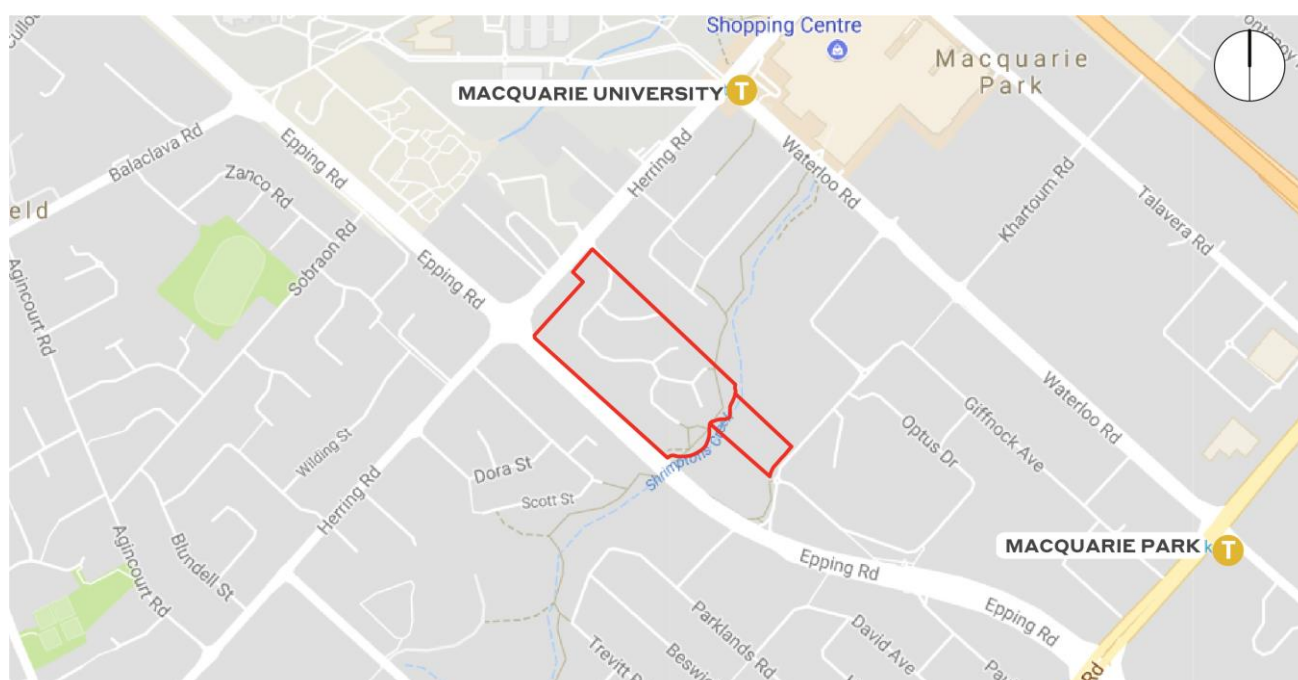 Shopping Centre
Macquarie
Park
MACQUARIE UNIVERSITY
T
Epping Rd
Balaclava Rd
Zanco Rd
Herring Rd
Waterloo Rd
Khartoum Rd
Talavera Rd
eld
Sobraon Rd
Epping Rd
Agincourt Rd
Waterloo Rd
Giffnock Ave
Optus Dr
Wilding St
Dora St
Scott St
Herring Rd
Shrimptons Creek
MACQUARIE PARK
k
T
Agincourt Rd
Blundell St
Epping Rd
Epping Rd
Parklands Rd
David Ave
Trevitt
Rd